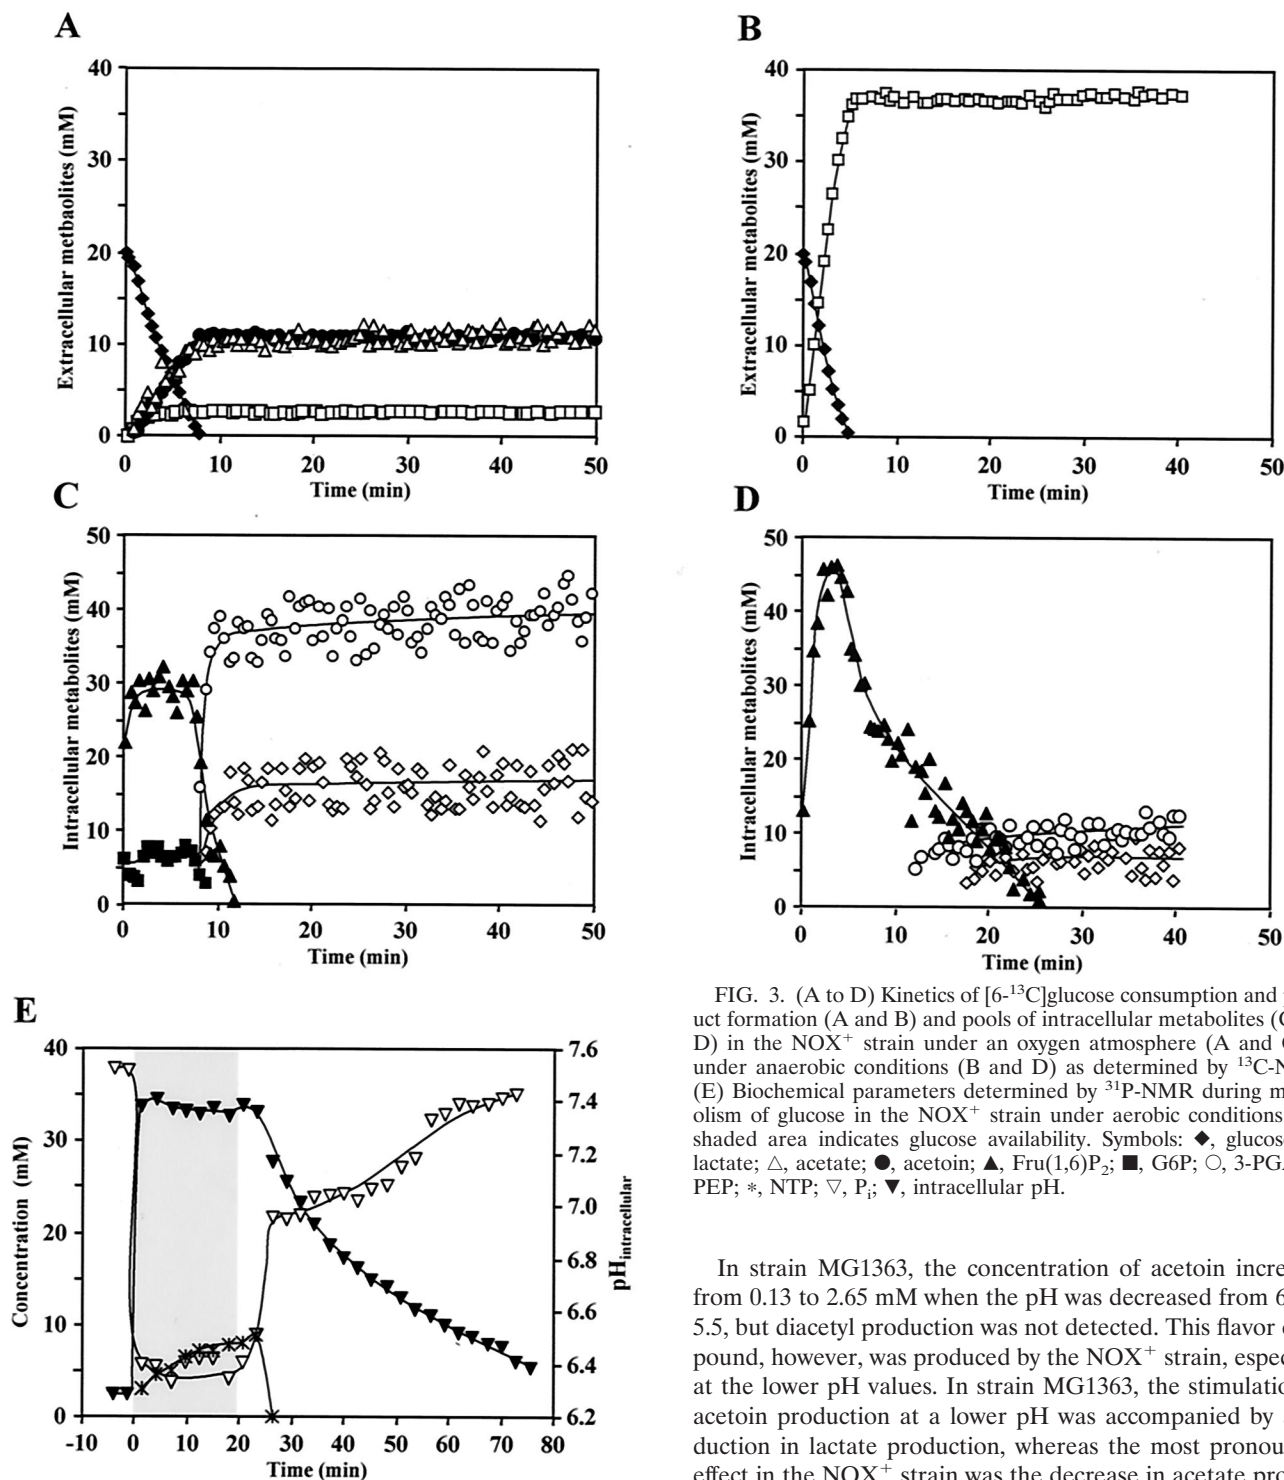 A
40
30
20
10
0
Extracellular metbaolites (mM)
0 10 20 30 40 50
Time (min)
B
40
30
20
10
0
Extracellular metabolites (mM)
0 10 20 30 40 50
Time (min)
C
50
40
30
20
10
0
Intracellular metabolites (mM)
0 10 20 30 40 50
Time (min)
D
50
40
30
20
10
0
Intracellular metabolites (mM)
0 10 20 30 40 50
Time (min)
E
40
30
20
10
0
Concentration (mM)
7.6
7.4
7.2
7.0
6.8
6.6
6.4
6.2
pHintracellular
-10 0 10 20 30 40 50 60 70 80
Time (min)
FIG. 3. (A to D) Kinetics of [6-¹³C]glucose consumption and
uct formation (A and B) and pools of intracellular metabolites (
D) in the NOX⁺ strain under an oxygen atmosphere (A and
under anaerobic conditions (B and D) as determined by ¹³C-N
(E) Biochemical parameters determined by ³¹P-NMR during m
olism of glucose in the NOX⁺ strain under aerobic conditions
shaded area indicates glucose availability. Symbols: ◆, glucose
lactate; △, acetate; ●, acetoin; ▲, Fru(1,6)P₂; ■, G6P; ○, 3-PG
PEP; *, NTP; ▽, Pᵢ; ▼, intracellular pH.
In strain MG1363, the concentration of acetoin incre
from 0.13 to 2.65 mM when the pH was decreased from 6
5.5, but diacetyl production was not detected. This flavor
pound, however, was produced by the NOX⁺ strain, espec
at the lower pH values. In strain MG1363, the stimulatio
acetoin production at a lower pH was accompanied by
duction in lactate production, whereas the most pronou
effect in the NOX⁺ strain was the decrease in acetate pro